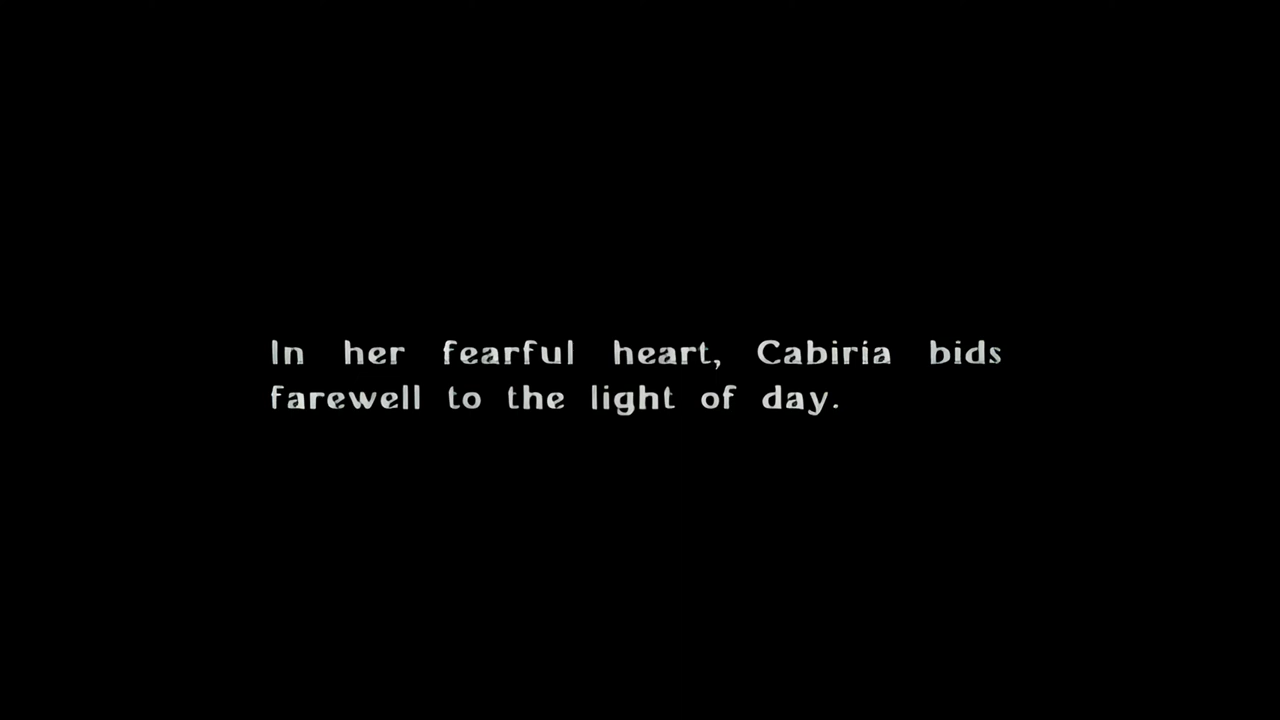 In her fearful heart, Cabiria bids
farewell to the light of day.